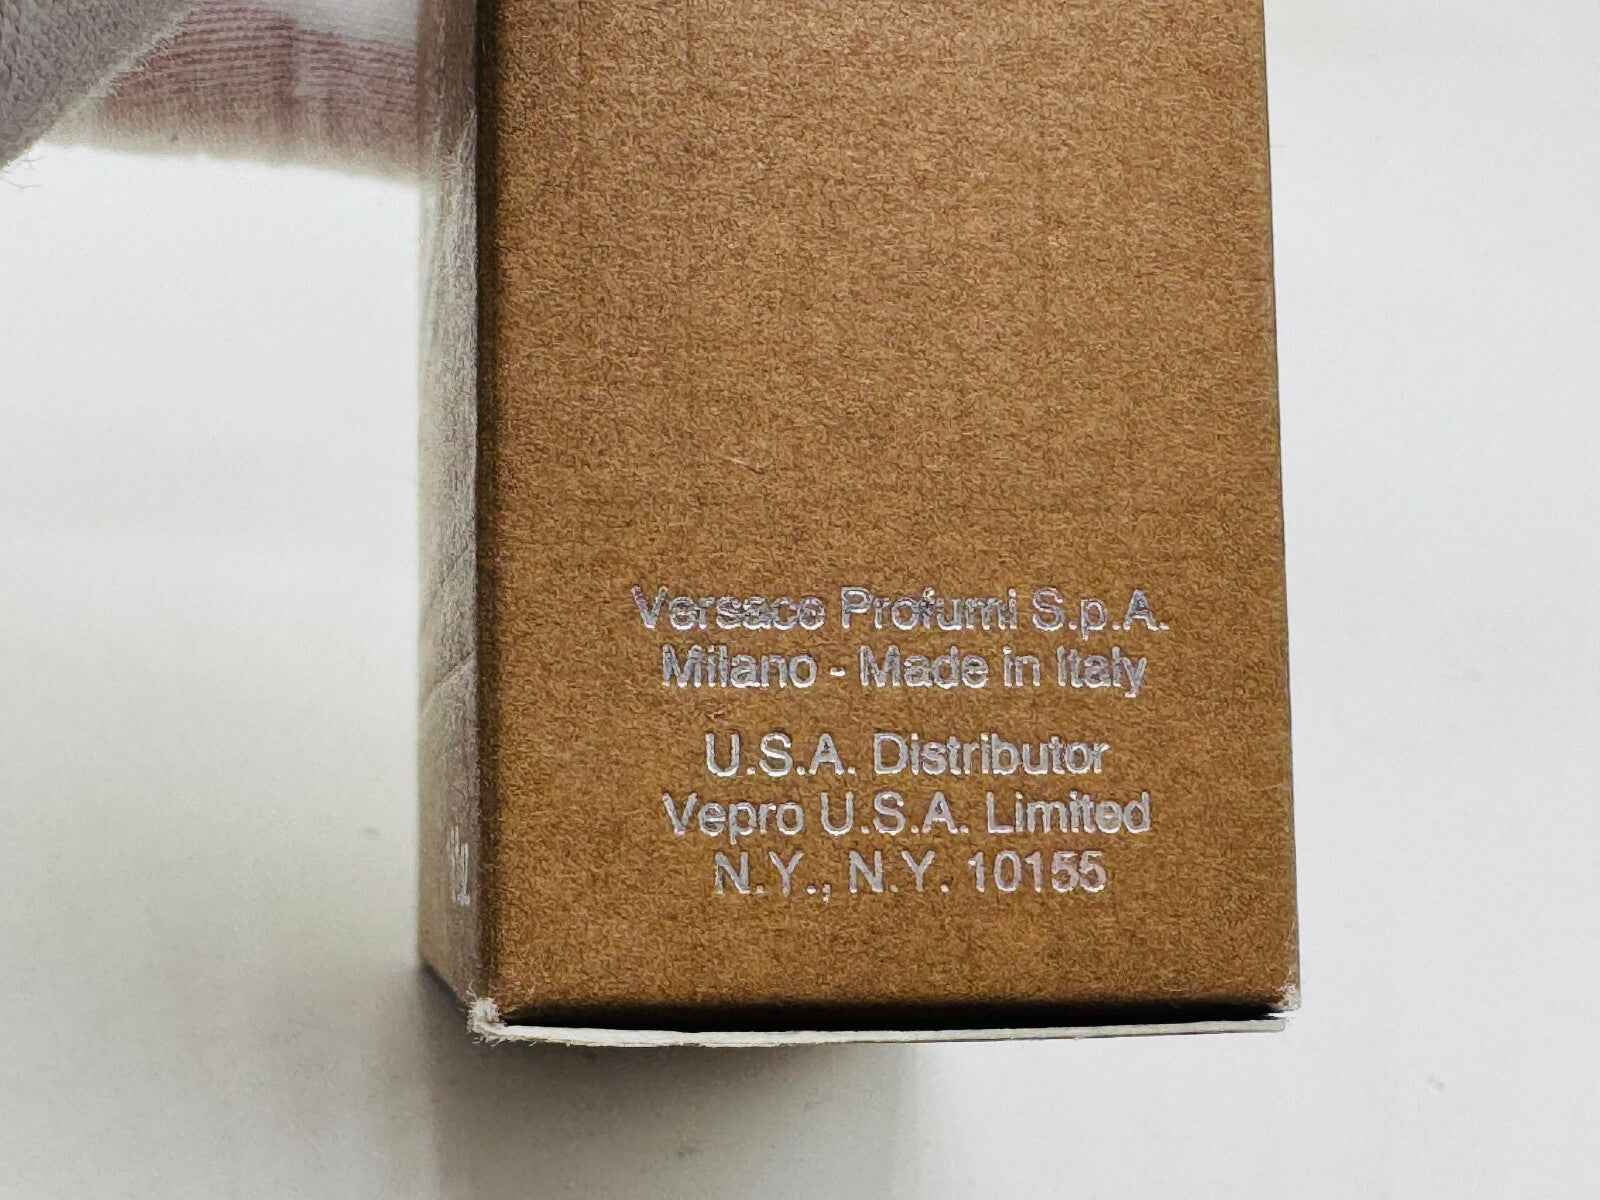 Versace Profumi S.p.A.
Milano - Made in Italy
U.S.A. Distributor
Vepro U.S.A. Limited
N.Y., N.Y. 10155